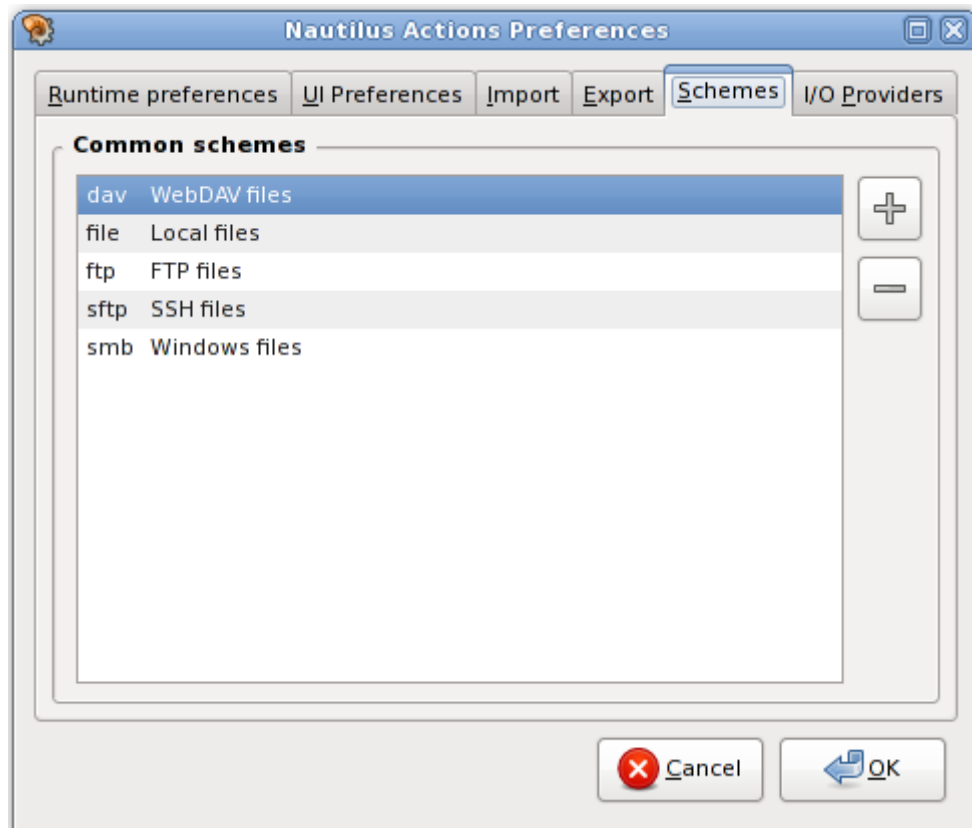 Nautilus Actions Preferences
Runtime preferences UI Preferences Import Export Schemes I/O Providers
Common schemes
dav WebDAV files
file Local files
ftp FTP files
sftp SSH files
smb Windows files
Cancel OK